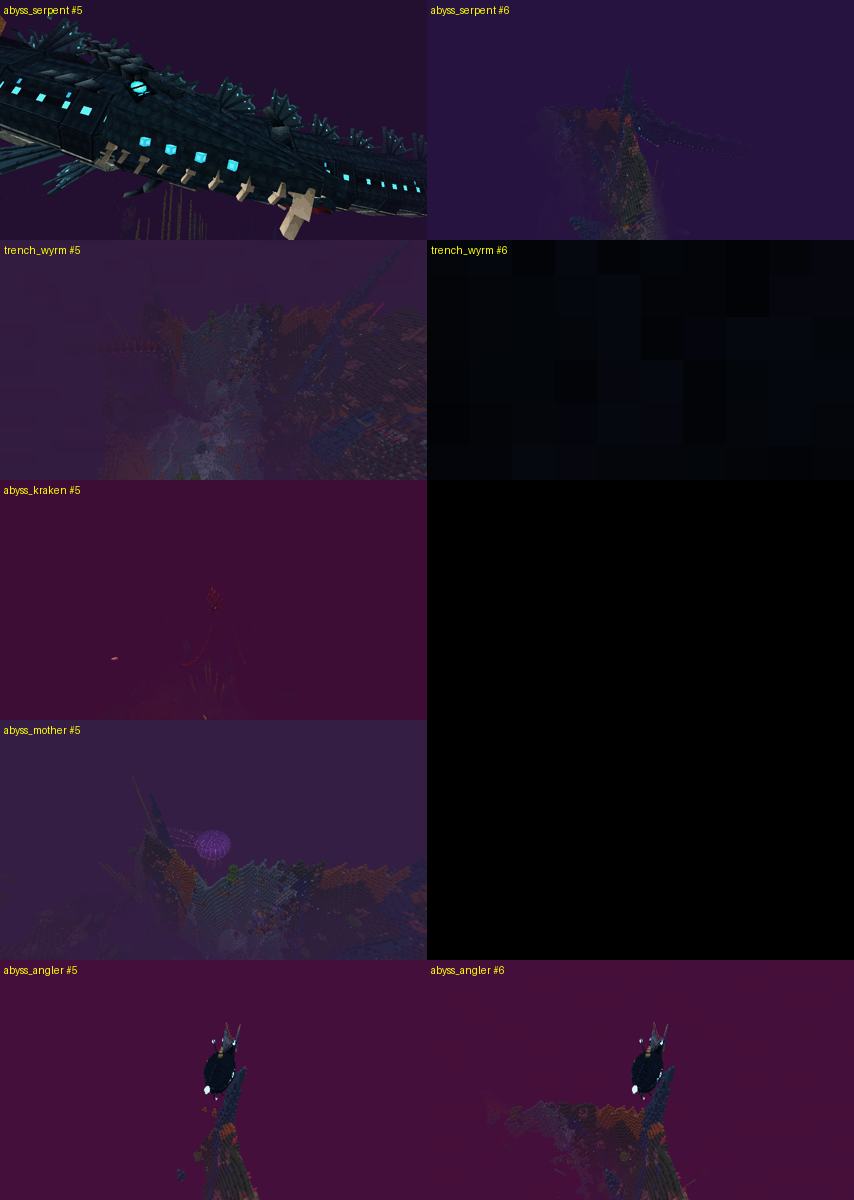 abyss_serpent #5
abyss_serpent #6
trench_wyrm #5
trench_wyrm #6
abyss_kraken #5
abyss_mother #5
abyss_angler #5
abyss_angler #6